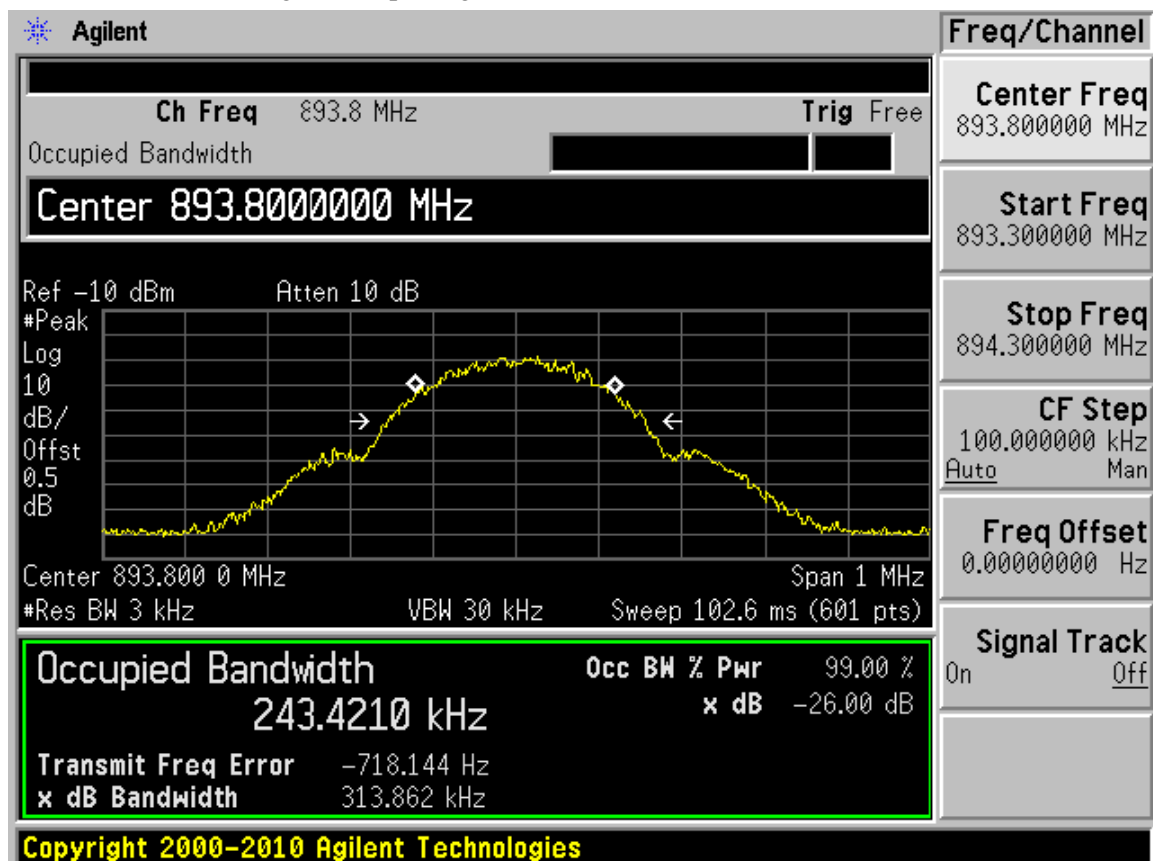 Agilent
Freq/Channel
Ch Freq 893.8 MHz Trig Free
Occupied Bandwidth
Center 893.8000000 MHz
Ref -10 dBm Atten 10 dB
#Peak
Log
10
dB/
Offst
0.5
dB
Center 893.800 0 MHz Span 1 MHz
#Res BW 3 kHz VBW 30 kHz Sweep 102.6 ms (601 pts)
Occupied Bandwidth
243.4210 kHz
Occ BW % Pwr 99.00 %
x dB -26.00 dB
Transmit Freq Error -718.144 Hz
x dB Bandwidth 313.862 kHz
Center Freq
893.800000 MHz
Start Freq
893.300000 MHz
Stop Freq
894.300000 MHz
CF Step
100.000000 kHz
Auto Man
Freq Offset
0.00000000 Hz
Signal Track
On Off
Copyright 2000-2010 Agilent Technologies